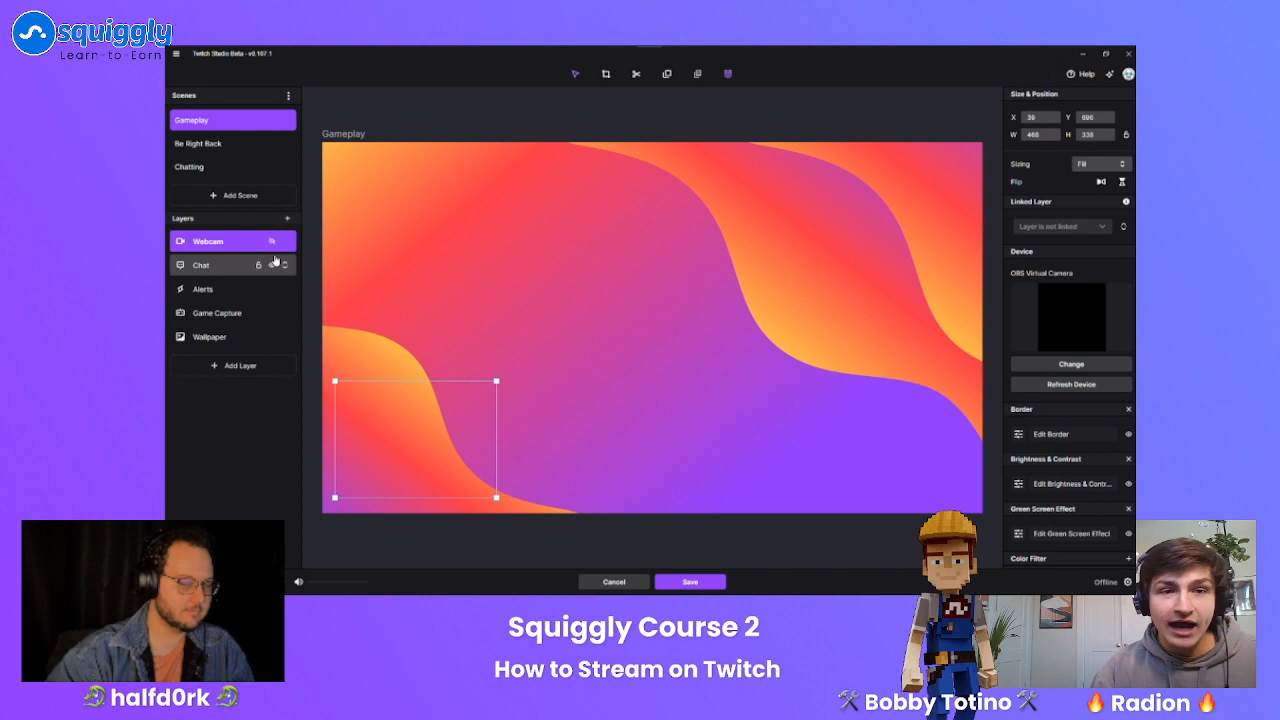 squiggly
Learn-to-Earn
Twitch Studio Beta - v0.107.1
Help
Scenes
Gameplay
Be Right Back
Chatting
+ Add Scene
Layers
Webcam
Chat
Alerts
Game Capture
Wallpaper
+ Add Layer
Gameplay
Size & Position
X 39 Y 696
W 468 H 338
Sizing Fill
Flip
Linked Layer
Layer is not linked
Device
OBS Virtual Camera
Change
Refresh Device
Border
Edit Border
Brightness & Contrast
Edit Brightness & Contr...
Green Screen Effect
Edit Green Screen Effect
Color Filter
Cancel
Save
Offline
Squiggly Course 2
How to Stream on Twitch
halfd0rk
Bobby Totino
Radion